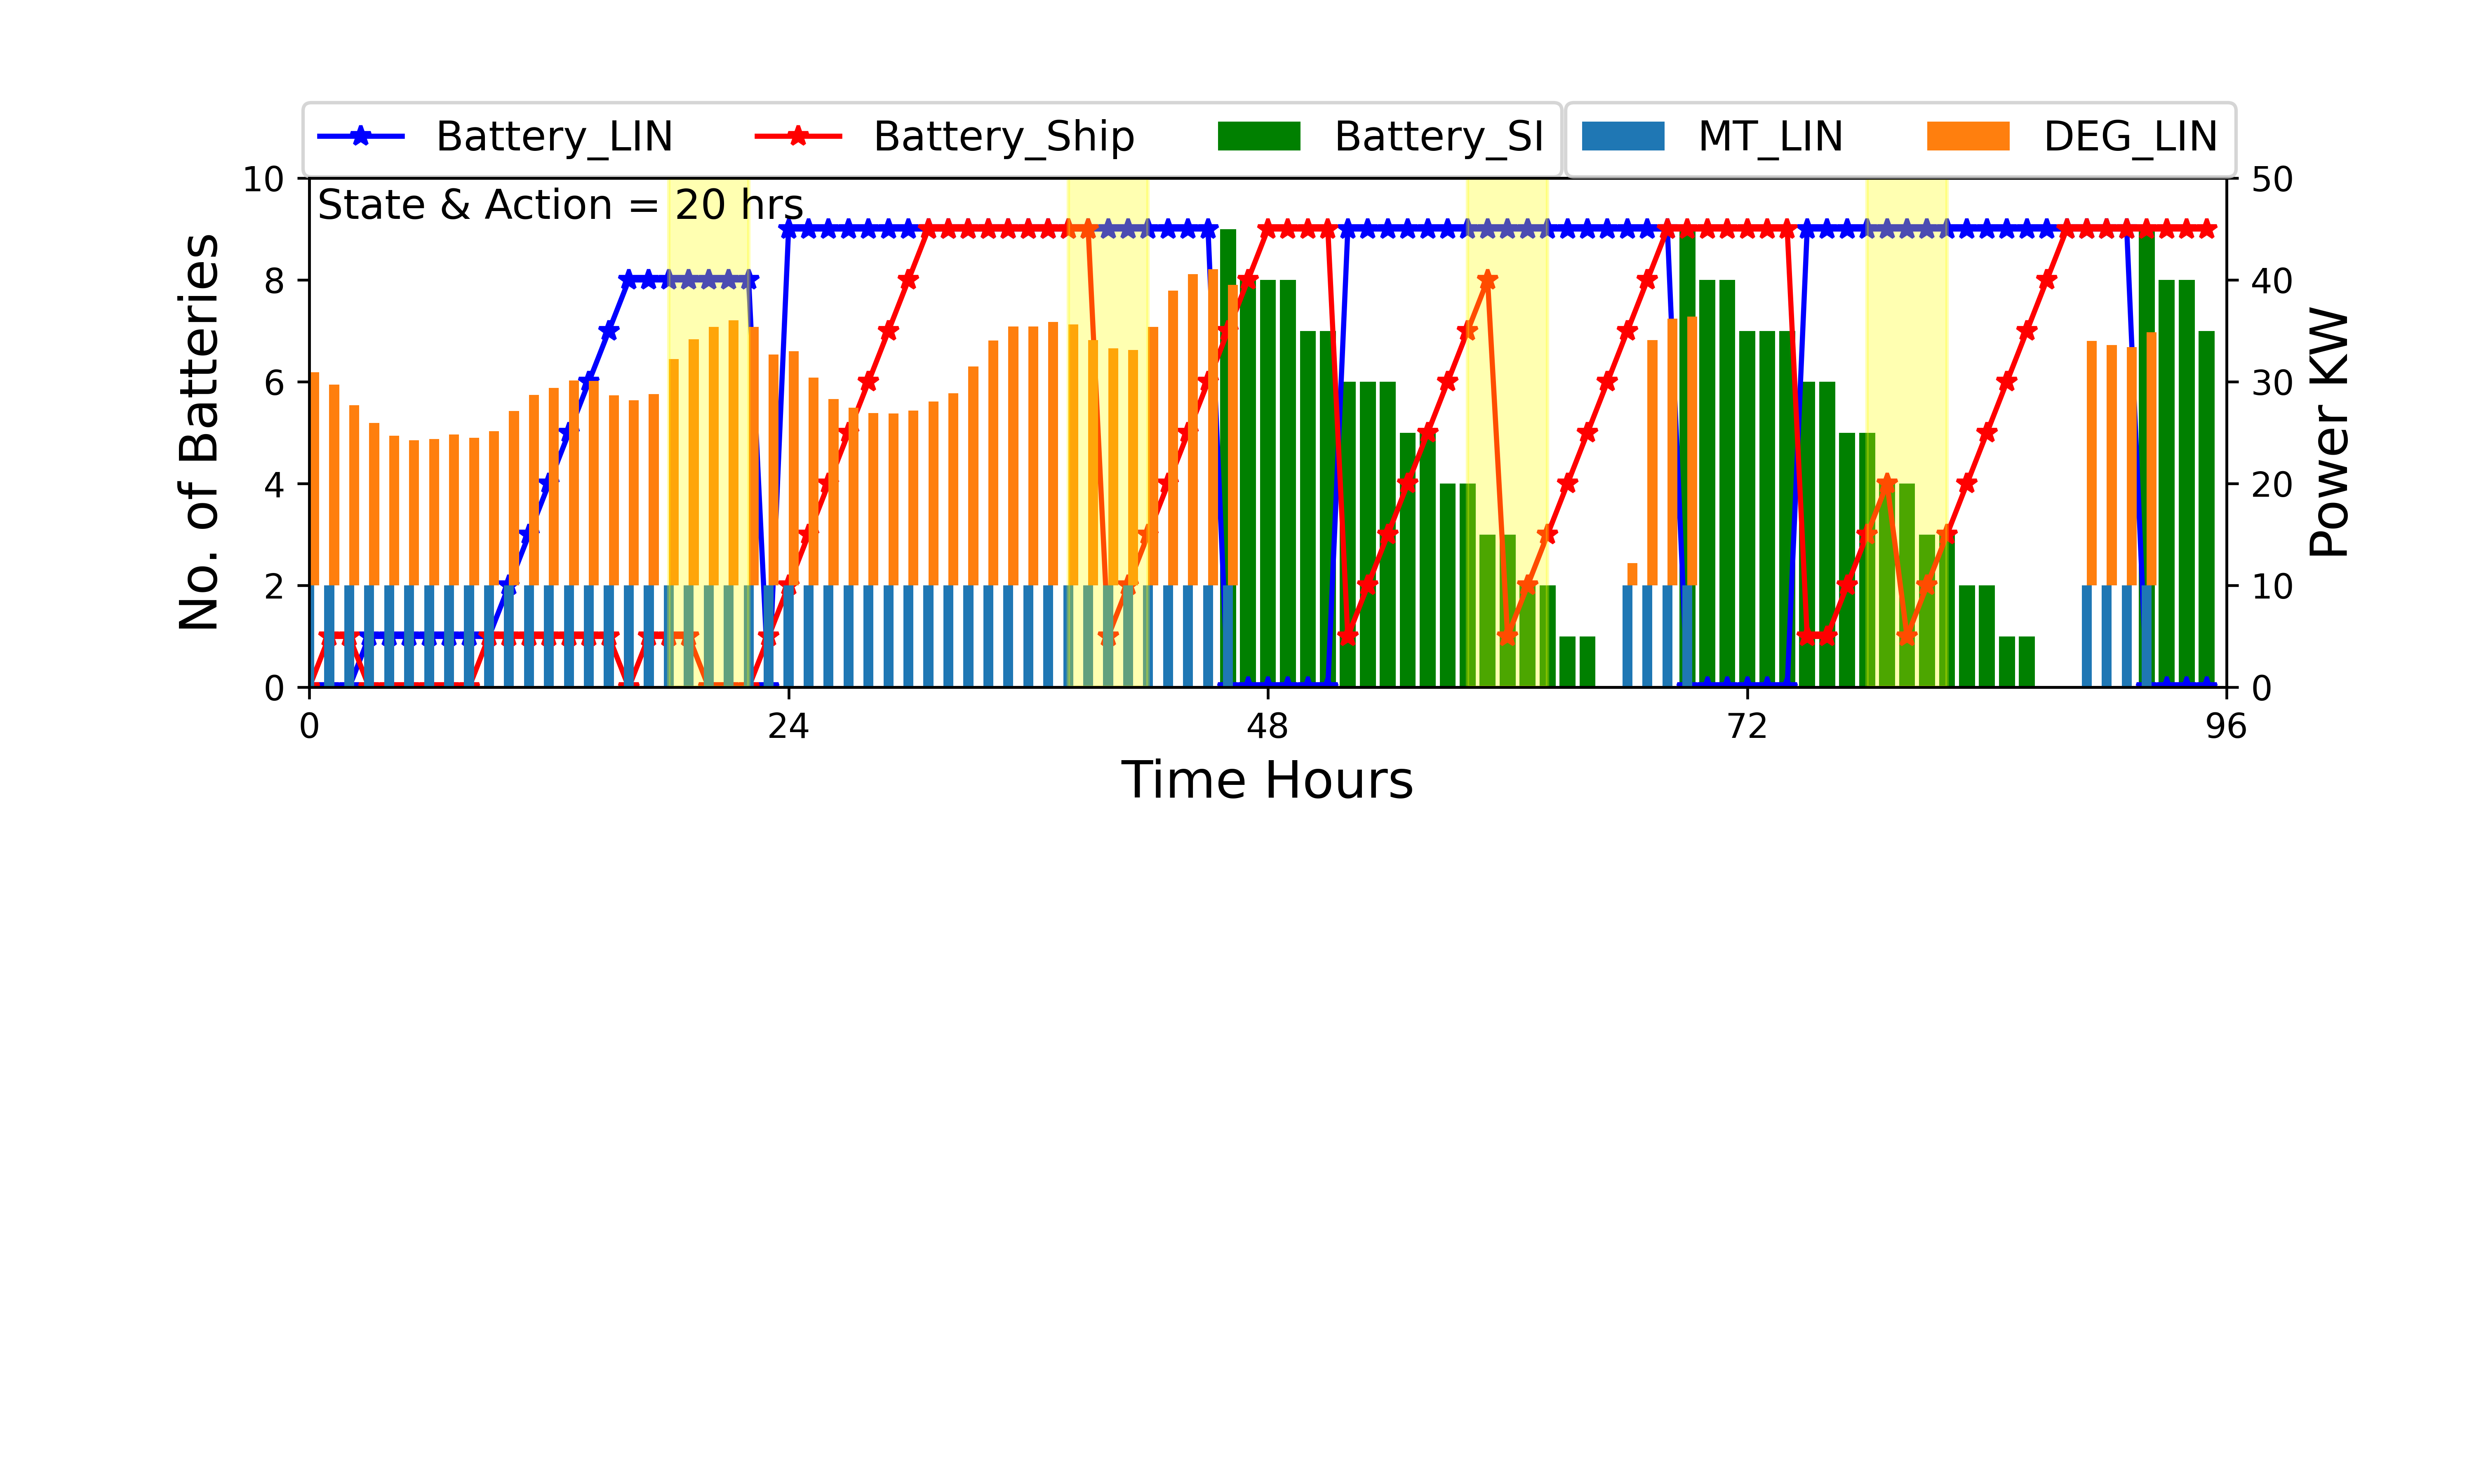 Battery_LIN Battery_Ship Battery_SI MT_LIN DEG_LIN
State & Action = 20 hrs
10
8
6
4
2
0
No. of Batteries
50
40
30
20
10
0
Power KW
0 24 48 72 96
Time Hours